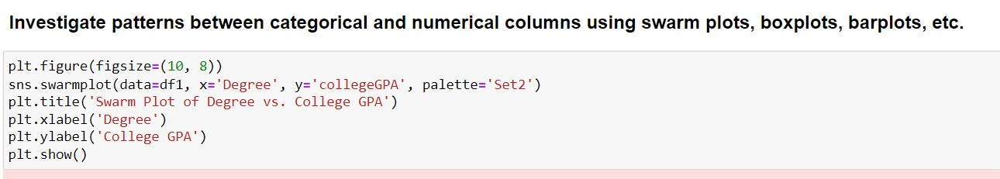 Investigate patterns between categorical and numerical columns using swarm plots, boxplots, barplots, etc.
plt.figure(figsize=(10, 8))
sns.swarmplot(data=df1, x='Degree', y='collegeGPA', palette='Set2')
plt.title('Swarm Plot of Degree vs. College GPA')
plt.xlabel('Degree')
plt.ylabel('College GPA')
plt.show()